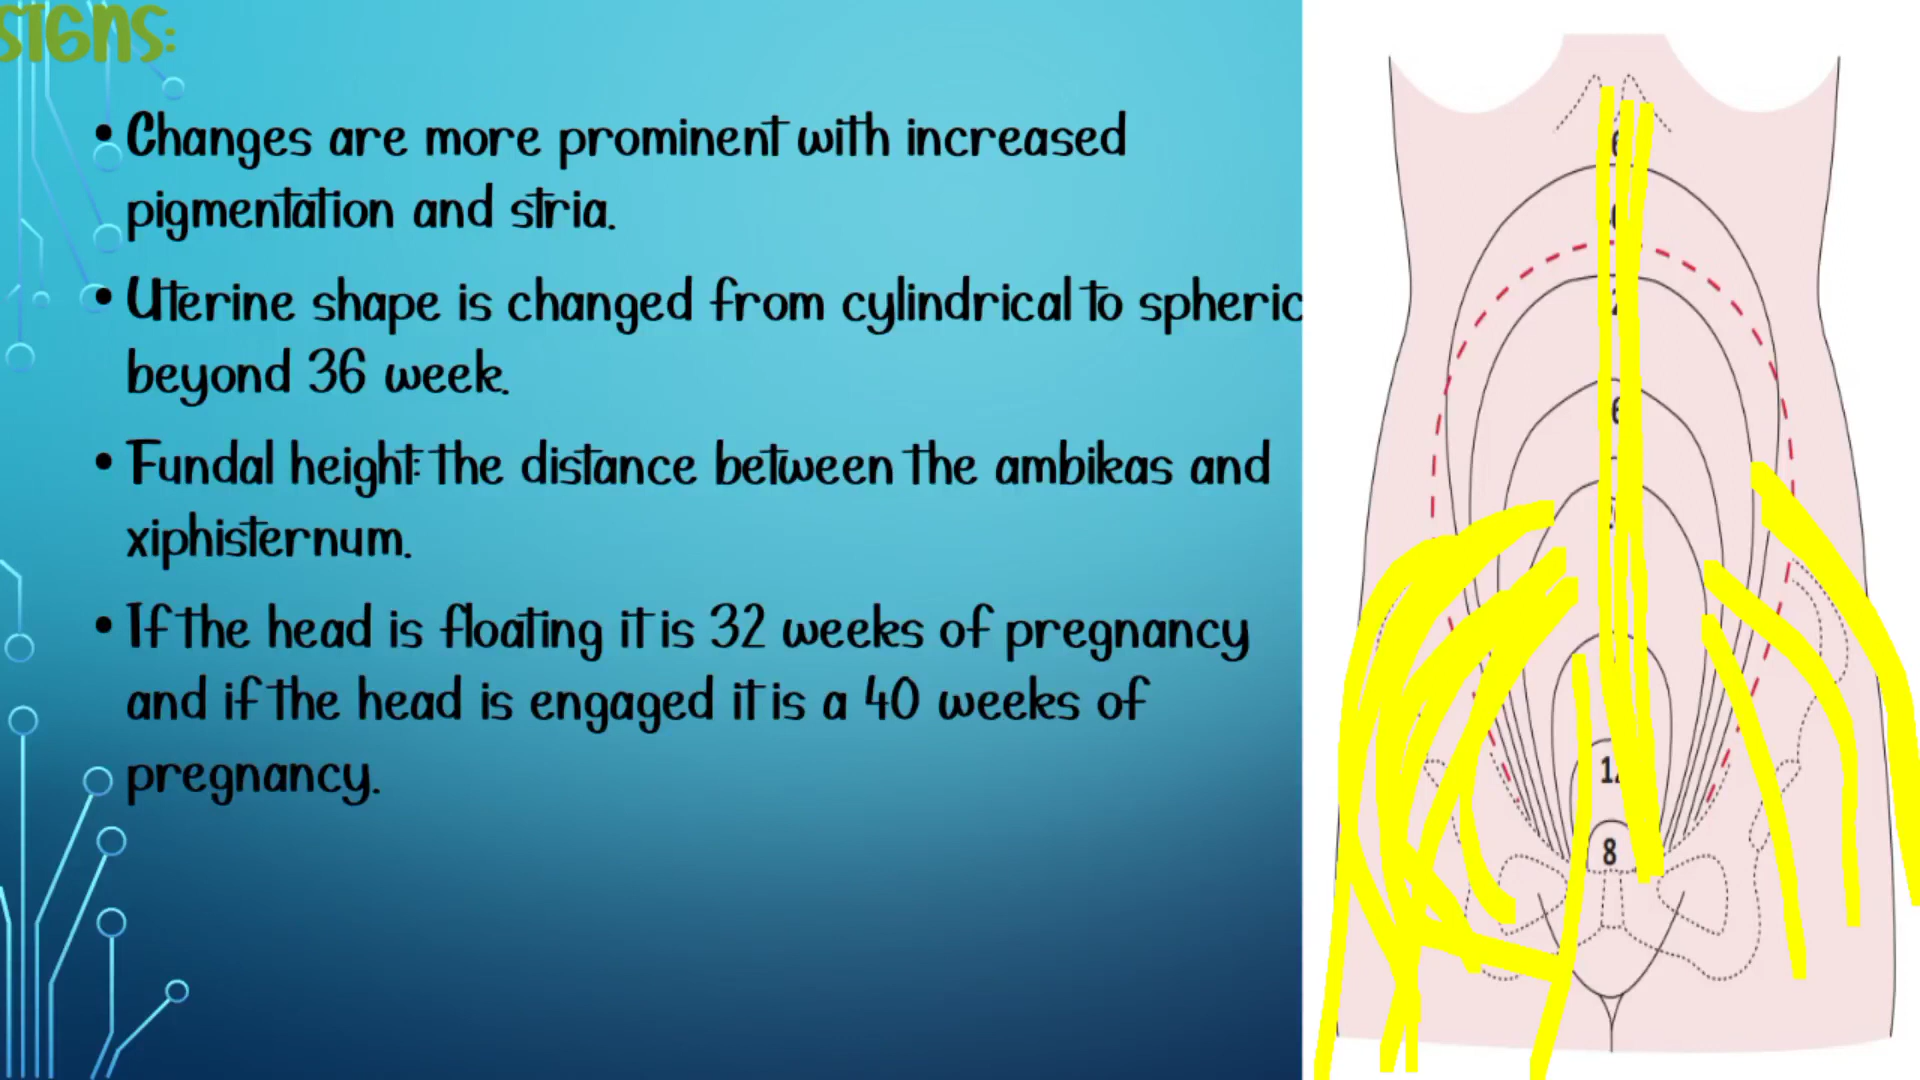 SIGNS:
• Changes are more prominent with increased
pigmentation and stria.
• Uterine shape is changed from cylindrical to spheric
beyond 36 week.
• Fundal height: the distance between the ambikas and
xiphisternum.
• If the head is floating it is 32 weeks of pregnancy
and if the head is engaged it is a 40 weeks of
pregnancy.
8